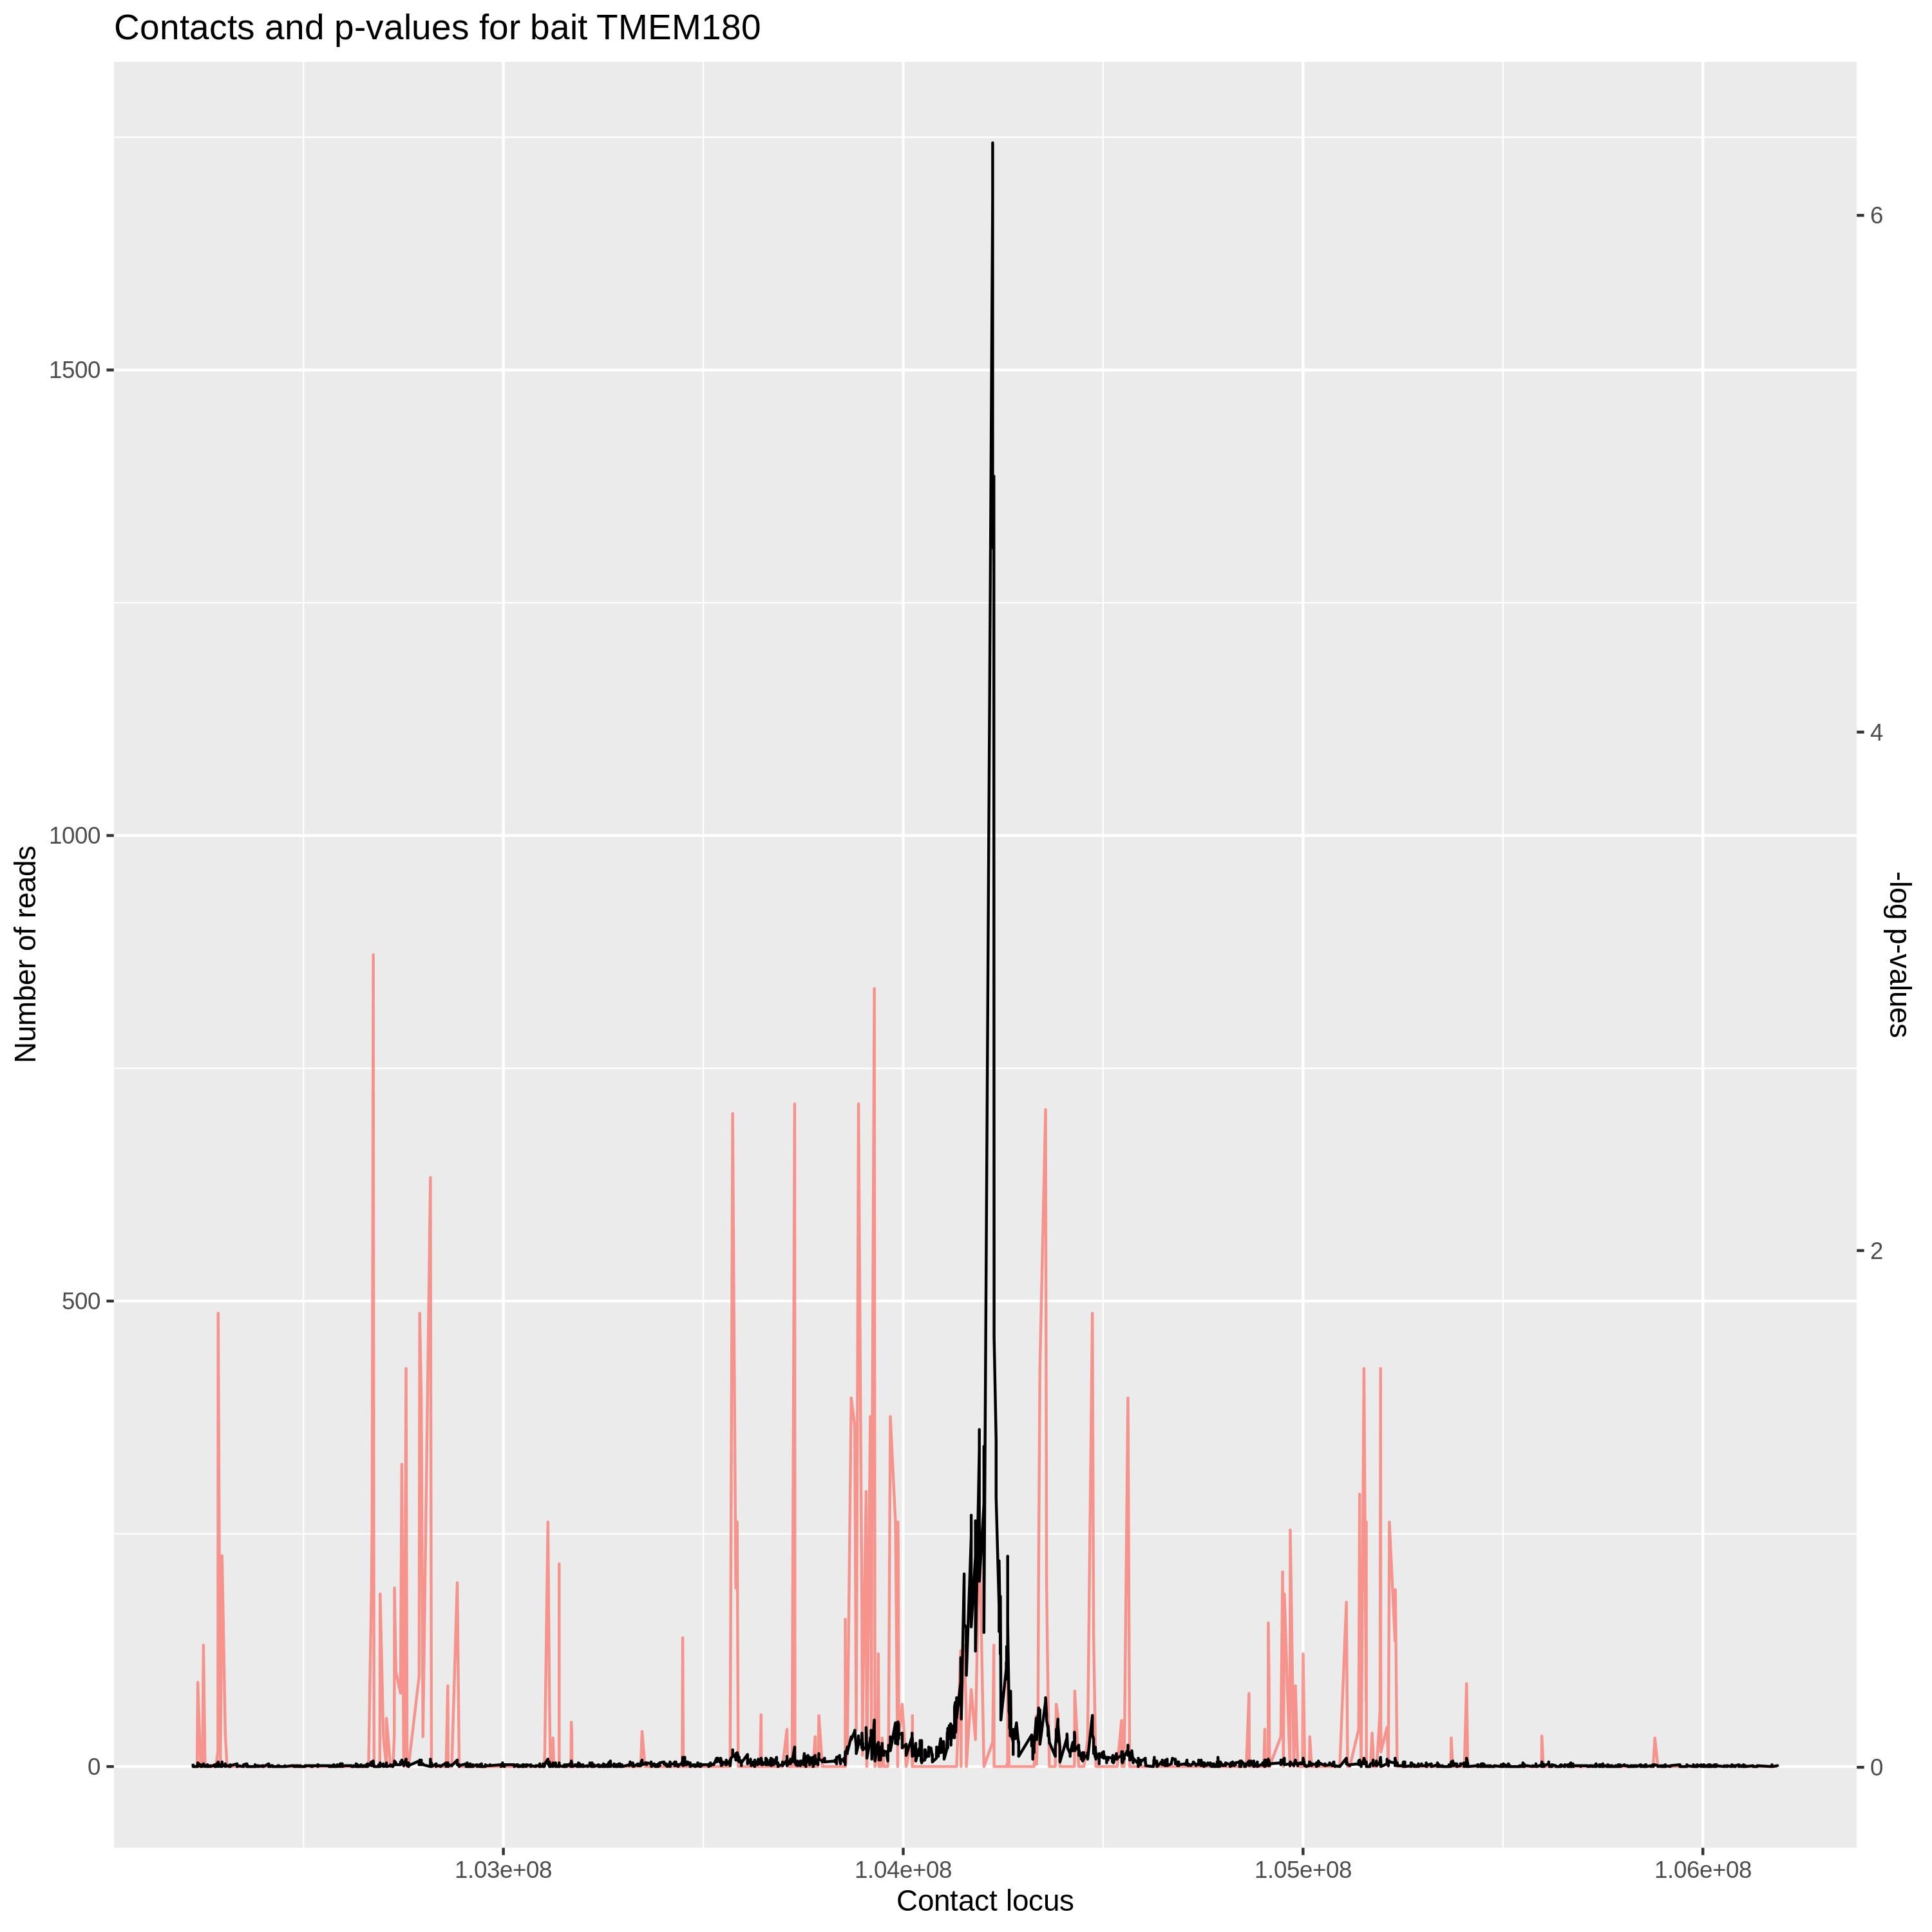 Contacts and p-values for bait TMEM180
Number of reads
1500
1000
500
0
6
4
2
0
-log p-values
1.03e+08 1.04e+08 1.05e+08 1.06e+08
Contact locus